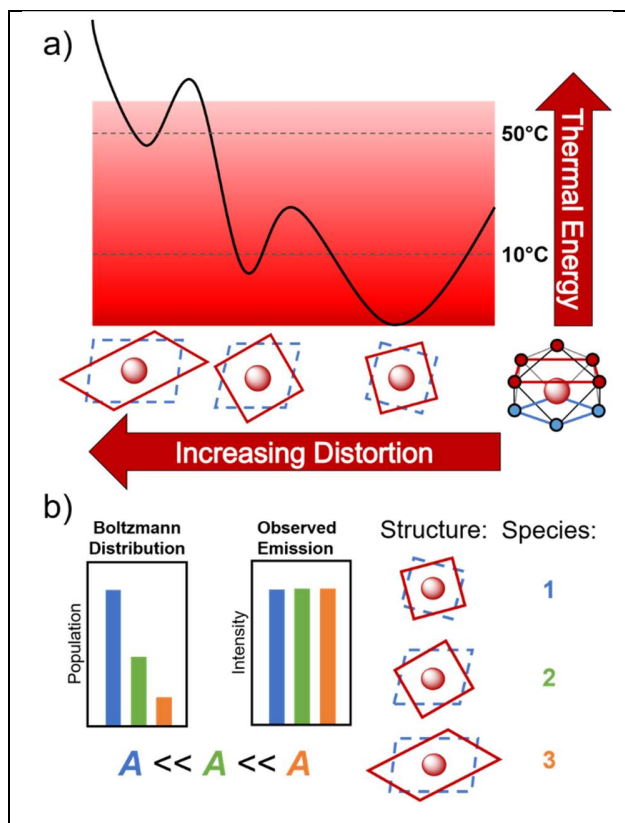 a)
50°C
10°C
Thermal Energy
Increasing Distortion
b)
Boltzmann
Distribution
Observed
Emission
Structure:
Species:
Population
Intensity
1
2
3
A << A << A